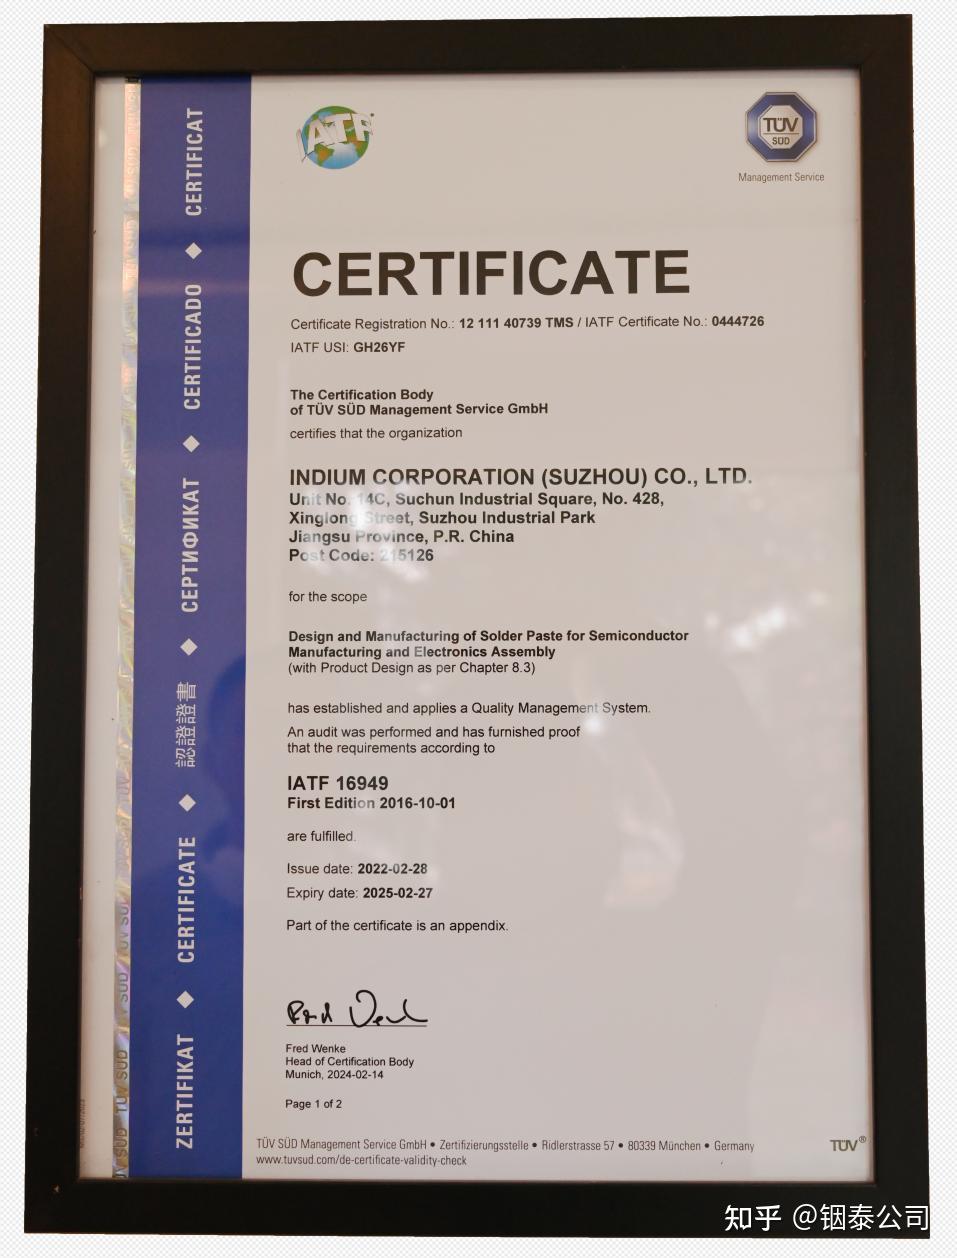 IATF
TÜV
SÜD
Management Service
CERTIFICATE
Certificate Registration No.: 12 111 40739 TMS / IATF Certificate No.: 0444726
IATF USI: GH26YF
The Certification Body
of TÜV SÜD Management Service GmbH
certifies that the organization
INDIUM CORPORATION (SUZHOU) CO., LTD.
Unit No. 14C, Suchun Industrial Square, No. 428,
Xinglong Street, Suzhou Industrial Park
Jiangsu Province, P.R. China
Post Code: 215126
for the scope
Design and Manufacturing of Solder Paste for Semiconductor
Manufacturing and Electronics Assembly
(with Product Design as per Chapter 8.3)
has established and applies a Quality Management System.
An audit was performed and has furnished proof
that the requirements according to
IATF 16949
First Edition 2016-10-01
are fulfilled.
Issue date: 2022-02-28
Expiry date: 2025-02-27
Part of the certificate is an appendix.
Fred Wenke
Head of Certification Body
Munich, 2024-02-14
Page 1 of 2
TÜV SÜD Management Service GmbH • Zertifizierungsstelle • Ridlerstrasse 57 • 80339 München • Germany
www.tuvsud.com/de-certificate-validity-check
TÜV®
ZERTIFIKAT ◆ CERTIFICATE ◆ 認證證書 ◆ СЕРТИФИКАТ ◆ CERTIFICADO ◆ CERTIFICAT
知乎 @铟泰公司